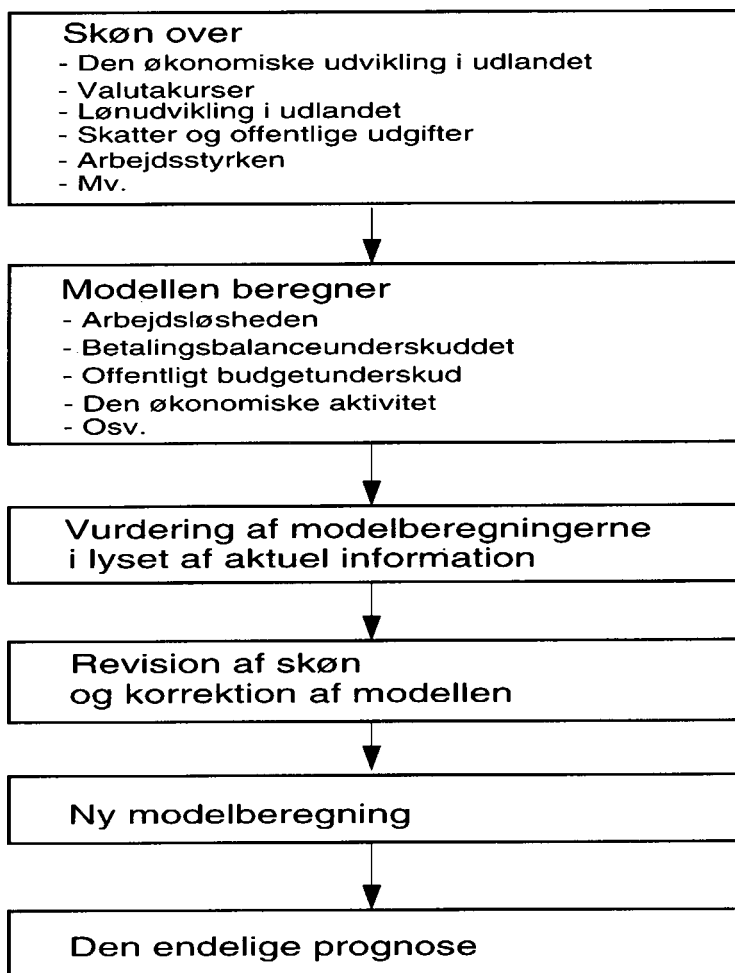 Skøn over
- Den økonomiske udvikling i udlandet
- Valutakurser
- Lønudvikling i udlandet
- Skatter og offentlige udgifter
- Arbejdsstyrken
- Mv.
Modellen beregner
- Arbejdsløsheden
- Betalingsbalanceunderskuddet
- Offentligt budgetunderskud
- Den økonomiske aktivitet
- Osv.
Vurdering af modelberegningerne
i lyset af aktuel information
Revision af skøn
og korrektion af modellen
Ny modelberegning
Den endelige prognose